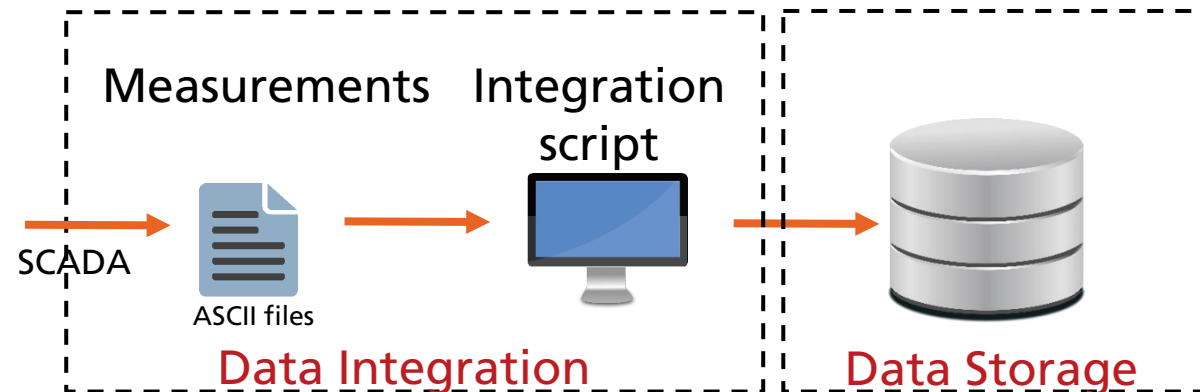 Measurements
Integration
script
SCADA
ASCII files
Data Integration
Data Storage